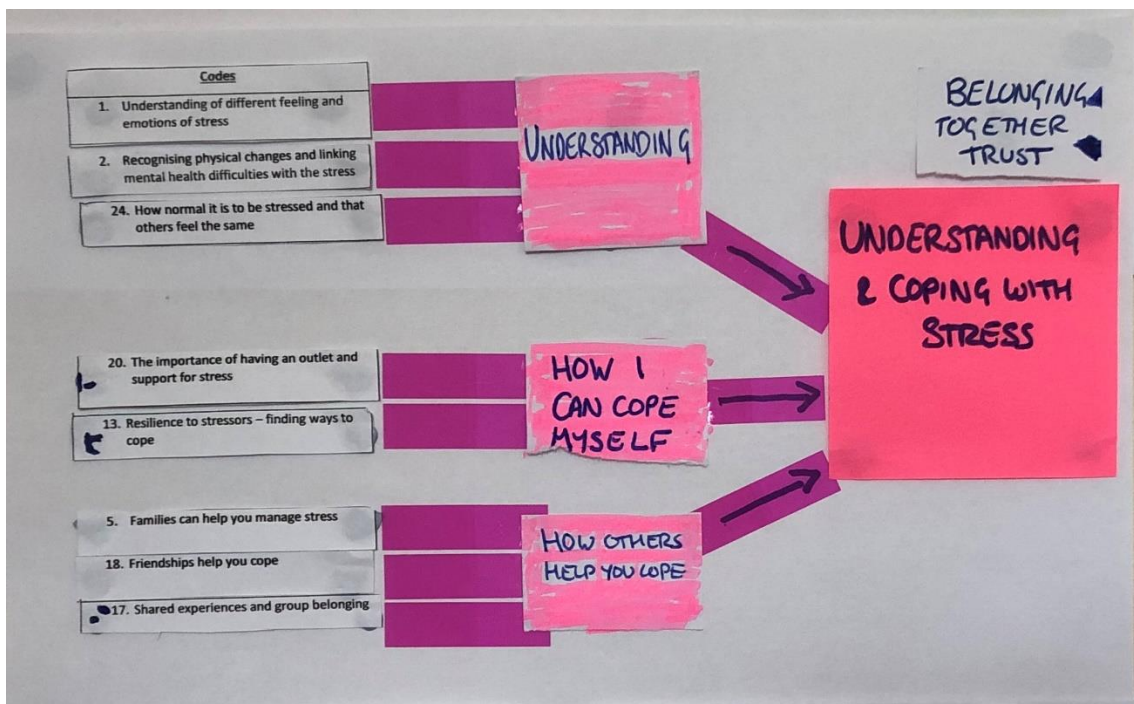 Codes
1. Understanding of different feeling and
emotions of stress
2. Recognising physical changes and linking
mental health difficulties with the stress
24. How normal it is to be stressed and that
others feel the same
20. The importance of having an outlet and
support for stress
13. Resilience to stressors – finding ways to
cope
5. Families can help you manage stress
18. Friendships help you cope
17. Shared experiences and group belonging
UNDERSTANDING
HOW I
CAN COPE
MYSELF
HOW OTHERS
HELP YOU COPE
BELONGING
TOGETHER
TRUST
UNDERSTANDING
& COPING WITH
STRESS